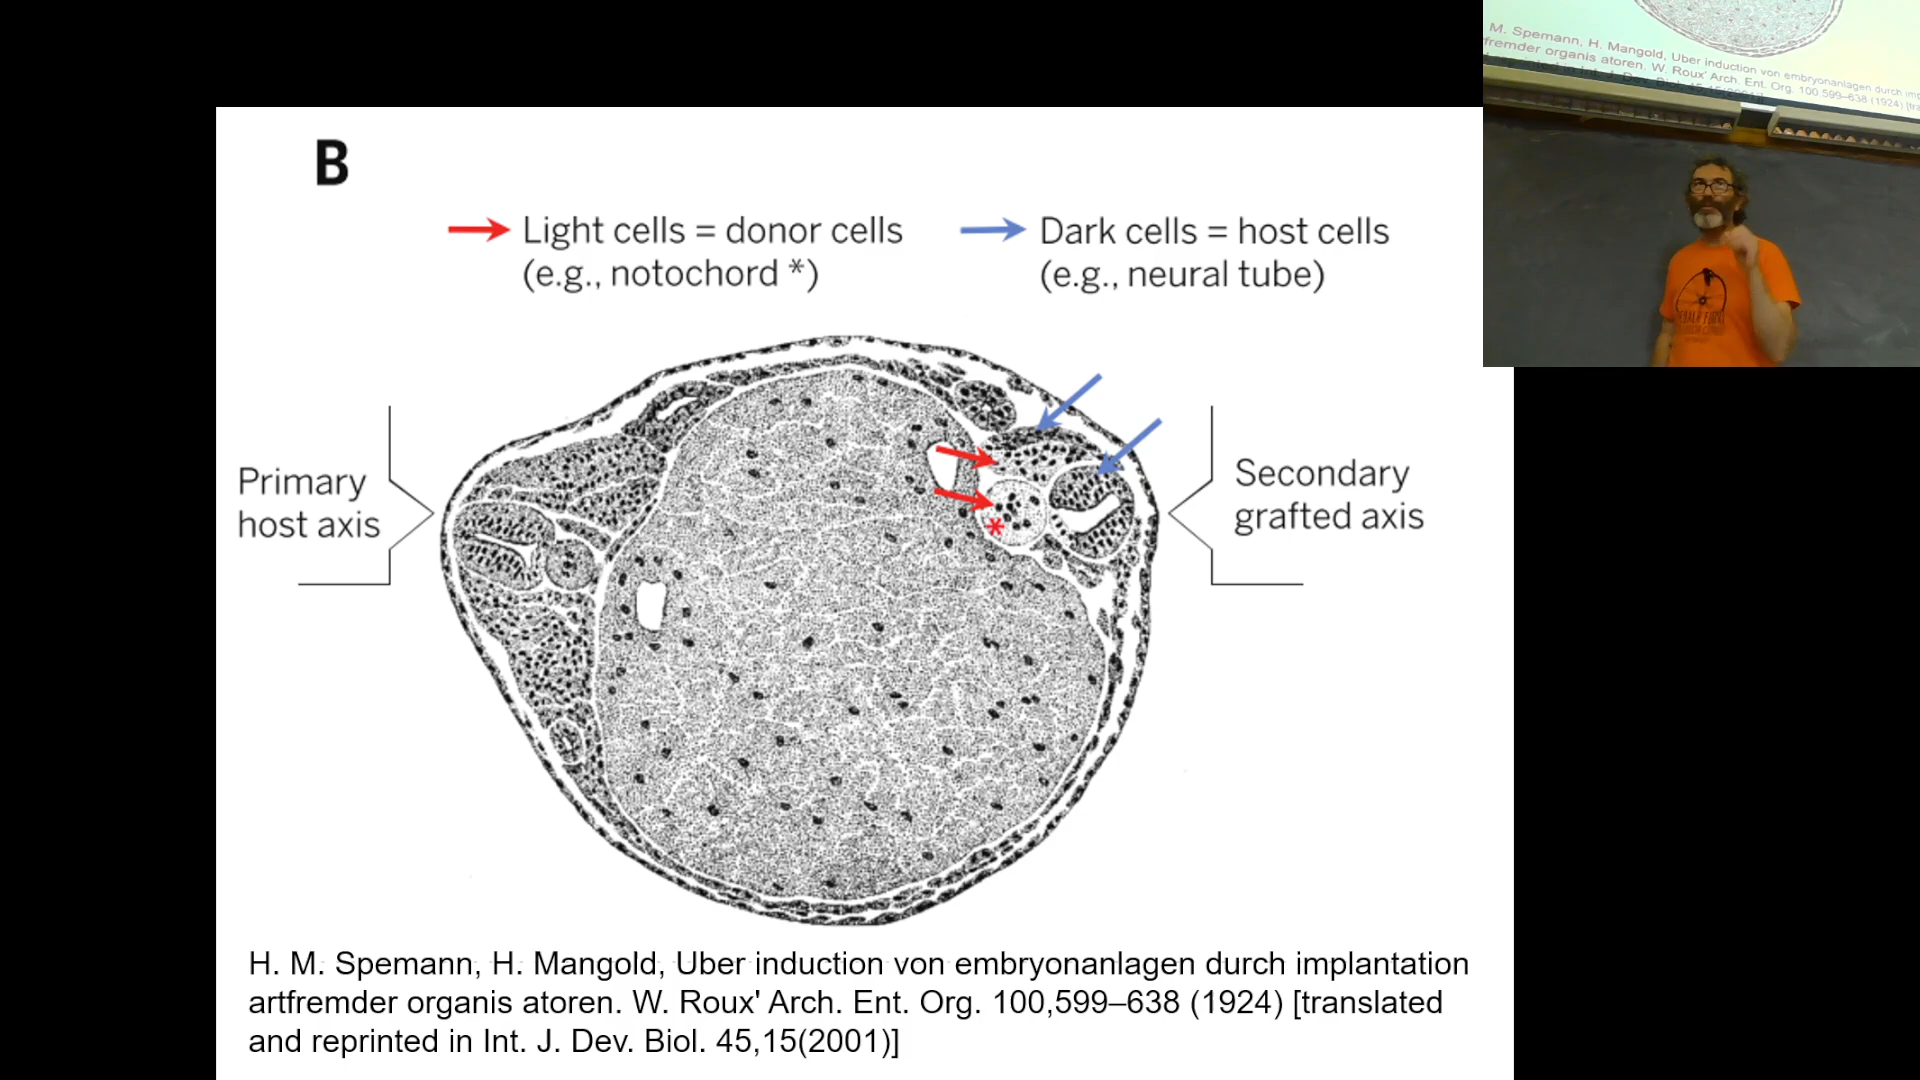 B
Light cells = donor cells
(e.g., notochord *)
Dark cells = host cells
(e.g., neural tube)
Primary
host axis
Secondary
grafted axis
*
H. M. Spemann, H. Mangold, Uber induction von embryonanlagen durch implantation
artfremder organis atoren. W. Roux' Arch. Ent. Org. 100,599–638 (1924) [translated
and reprinted in Int. J. Dev. Biol. 45,15(2001)]
M. Spemann, H. Mangold, Uber induction von embryonanlagen durch
fremder organis atoren. W. Roux' Arch. Ent. Org. 100,599–638 (1924)